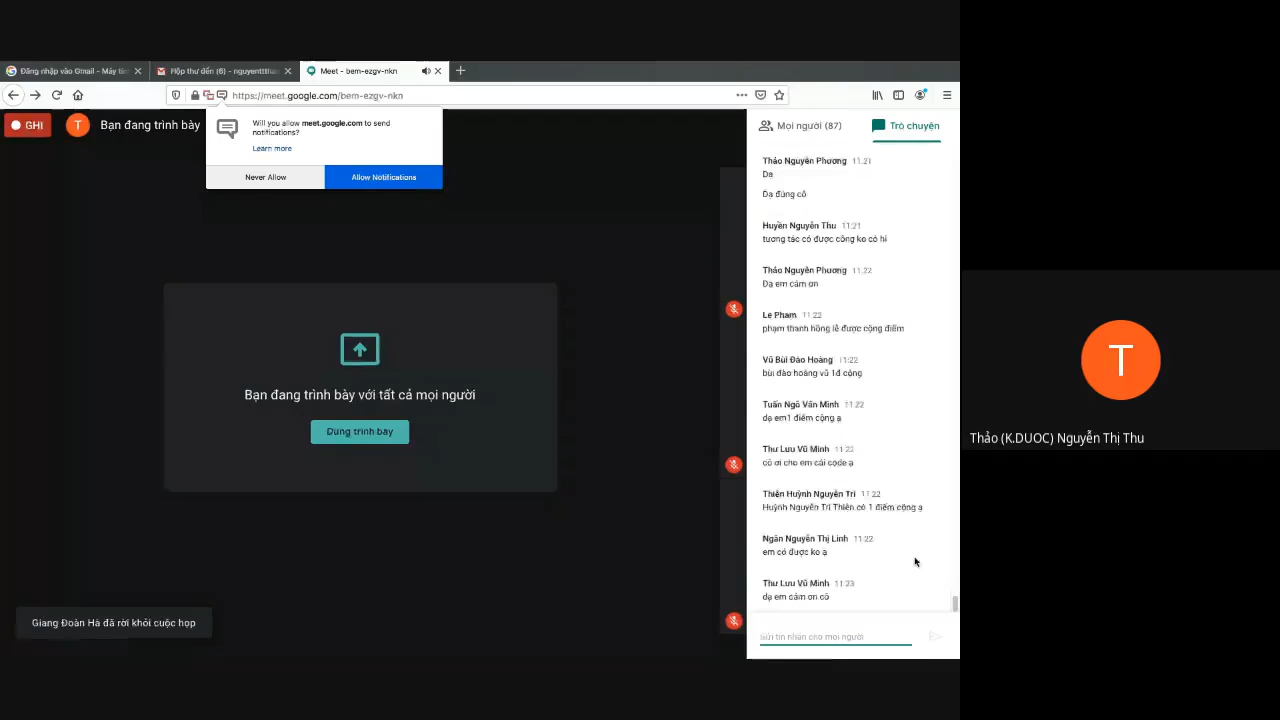 Đăng nhập vào Gmail - Máy tín
Hộp thư đến (6) - nguyenttthan
Meet - bem-ezgv-nkn
https://meet.google.com/bem-ezgv-nkn
GHI
T
Bạn đang trình bày
Will you allow meet.google.com to send
notifications?
Learn more
Never Allow
Allow Notifications
Mọi người (87)
Trò chuyện
Thảo Nguyên Phương 11:21
Dạ
Dạ đúng cô
Huyền Nguyễn Thu 11:21
tương tác có được cộng ko cô hi
Thảo Nguyên Phương 11:22
Dạ em cảm ơn
Le Pham 11:22
phạm thanh hồng lê được cộng điểm
Vũ Bùi Đào Hoàng 11:22
bùi đào hoàng vũ 1đ cộng
Tuấn Ngô Văn Minh 11:22
dạ em1 điểm cộng ạ
Thư Lưu Vũ Minh 11:22
cô ơi cho em cái code ạ
Thiên Huỳnh Nguyễn Trí 11:22
Huỳnh Nguyễn Trí Thiên có 1 điểm cộng ạ
Ngân Nguyễn Thị Linh 11:22
em có được ko ạ
Thư Lưu Vũ Minh 11:23
dạ em cảm ơn cô
Gửi tin nhắn cho mọi người
Bạn đang trình bày với tất cả mọi người
Dừng trình bày
Giang Đoàn Hà đã rời khỏi cuộc họp
T
Thảo (K.DUOC) Nguyễn Thị Thu